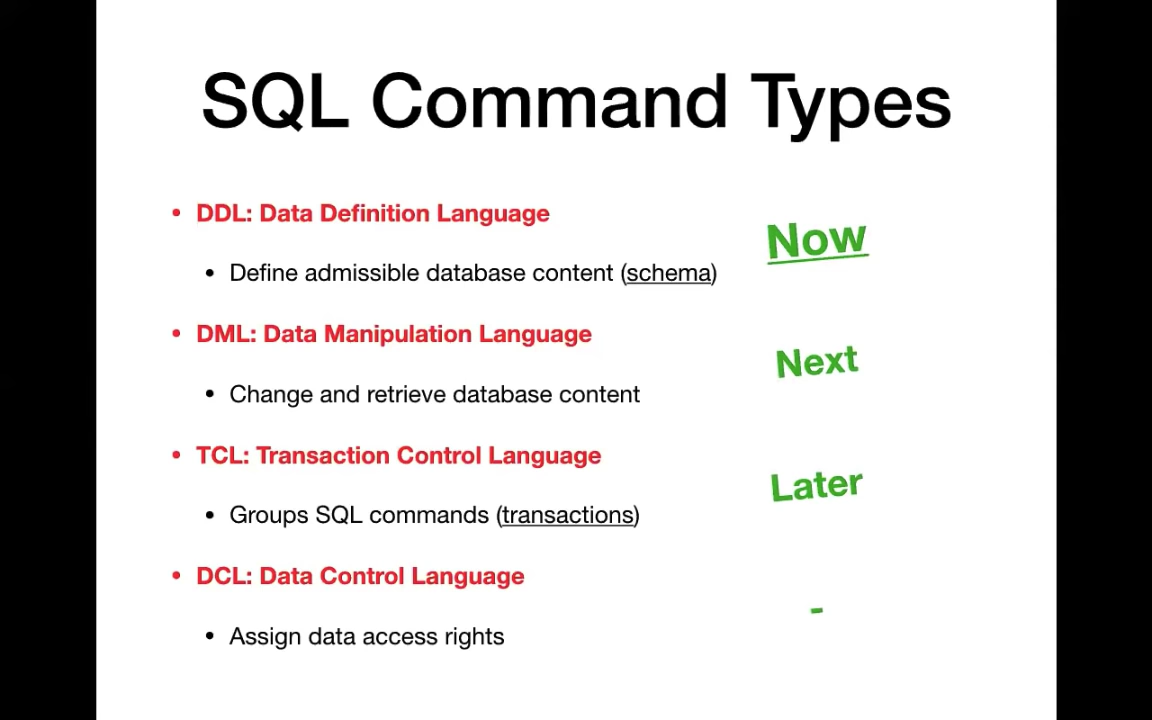 SQL Command Types
• DDL: Data Definition Language
Now
• Define admissible database content (schema)
• DML: Data Manipulation Language
Next
• Change and retrieve database content
• TCL: Transaction Control Language
Later
• Groups SQL commands (transactions)
• DCL: Data Control Language
-
• Assign data access rights